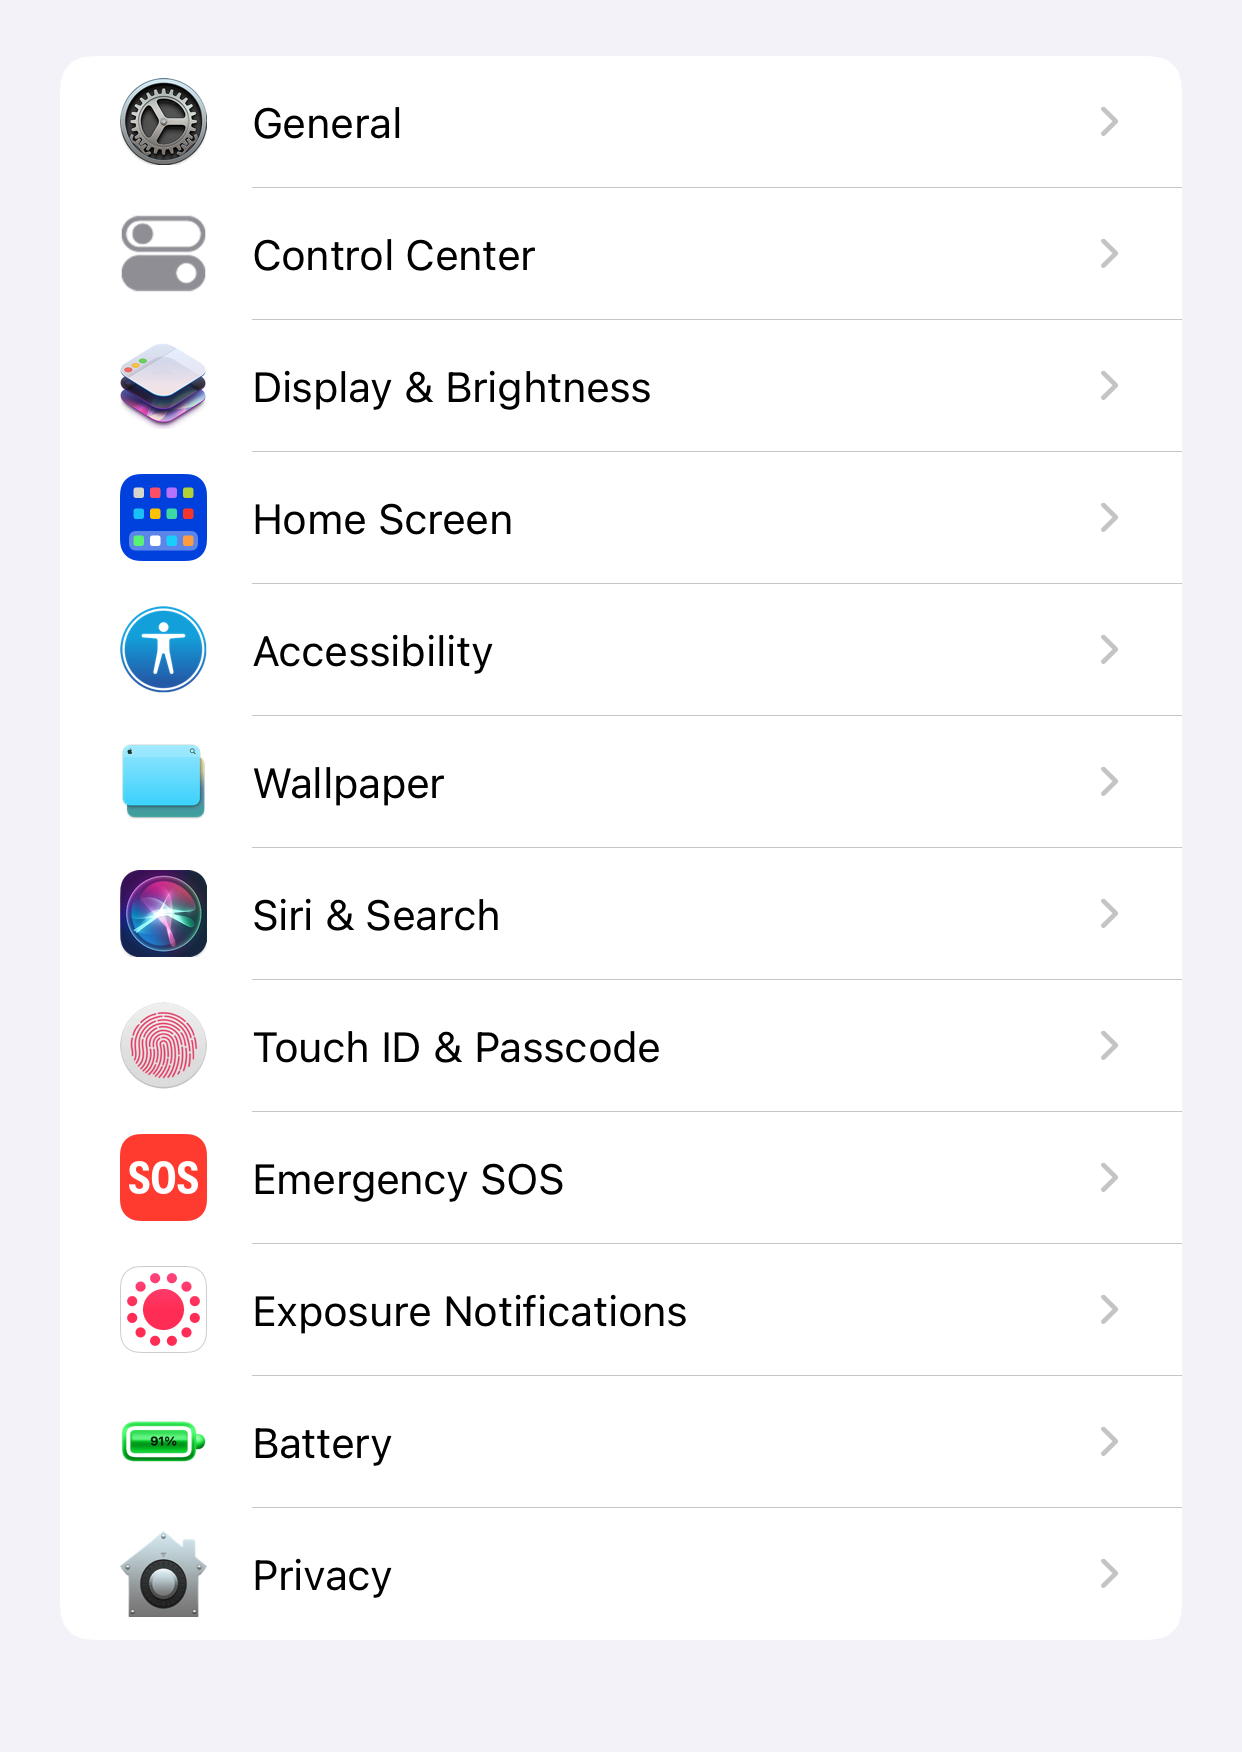 General
Control Center
Display & Brightness
Home Screen
Accessibility
Wallpaper
Siri & Search
Touch ID & Passcode
SOS
Emergency SOS
Exposure Notifications
91%
Battery
Privacy